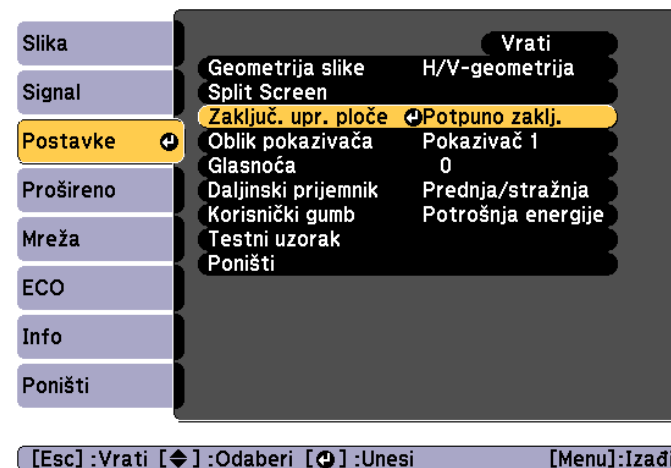 Slika
Signal
Postavke
Prošireno
Mreža
ECO
Info
Poništi
Vrati
Geometrija slike H/V-geometrija
Split Screen
Zaključ. upr. ploče Potpuno zaklj.
Oblik pokazivača Pokazivač 1
Glasnoća 0
Daljinski prijemnik Prednja/stražnja
Korisnički gumb Potrošnja energije
Testni uzorak
Poništi
[Esc] :Vrati [◆] :Odaberi [↵] :Unesi [Menu]:Izađi